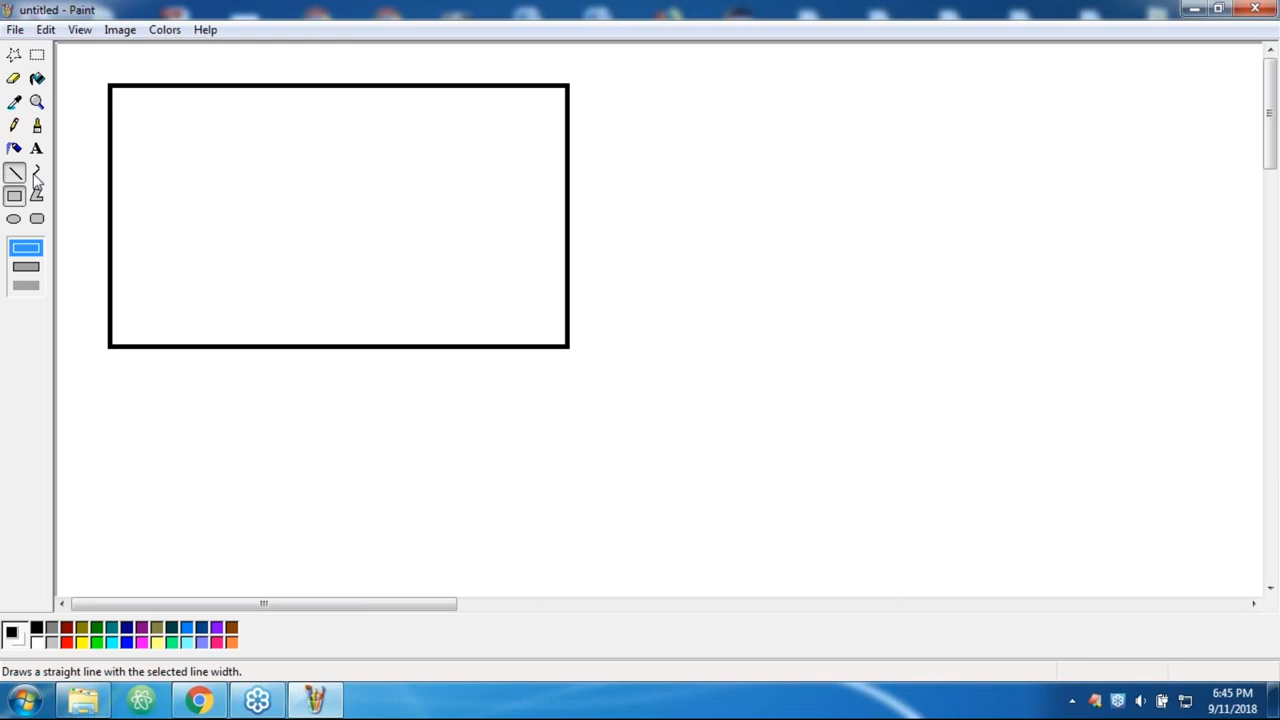 untitled - Paint
File Edit View Image Colors Help
A
Draws a straight line with the selected line width.
6:45 PM
9/11/2018